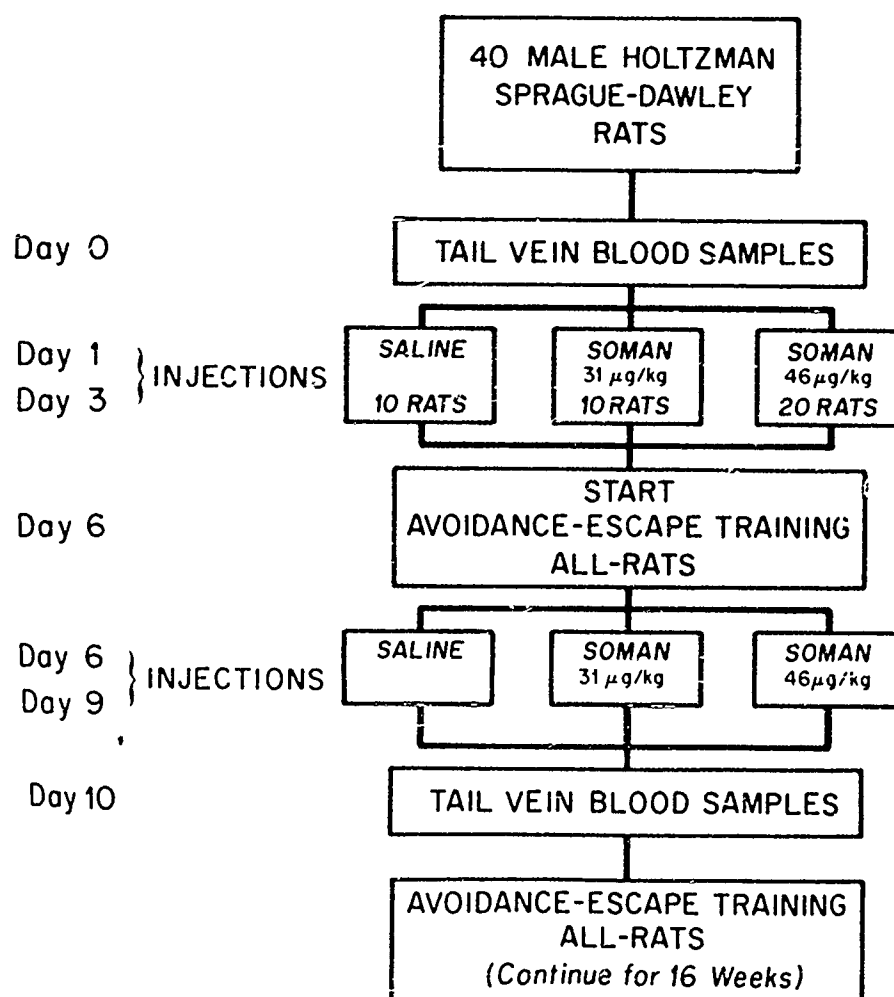 40 MALE HOLTZMAN
SPRAGUE-DAWLEY
RATS
Day 0
TAIL VEIN BLOOD SAMPLES
Day 1
Day 3
} INJECTIONS
SALINE
10 RATS
SOMAN
31 µg/kg
10 RATS
SOMAN
46 µg/kg
20 RATS
Day 6
START
AVOIDANCE-ESCAPE TRAINING
ALL-RATS
Day 6
Day 9
} INJECTIONS
SALINE
SOMAN
31 µg/kg
SOMAN
46 µg/kg
Day 10
TAIL VEIN BLOOD SAMPLES
AVOIDANCE-ESCAPE TRAINING
ALL-RATS
(Continue for 16 Weeks)